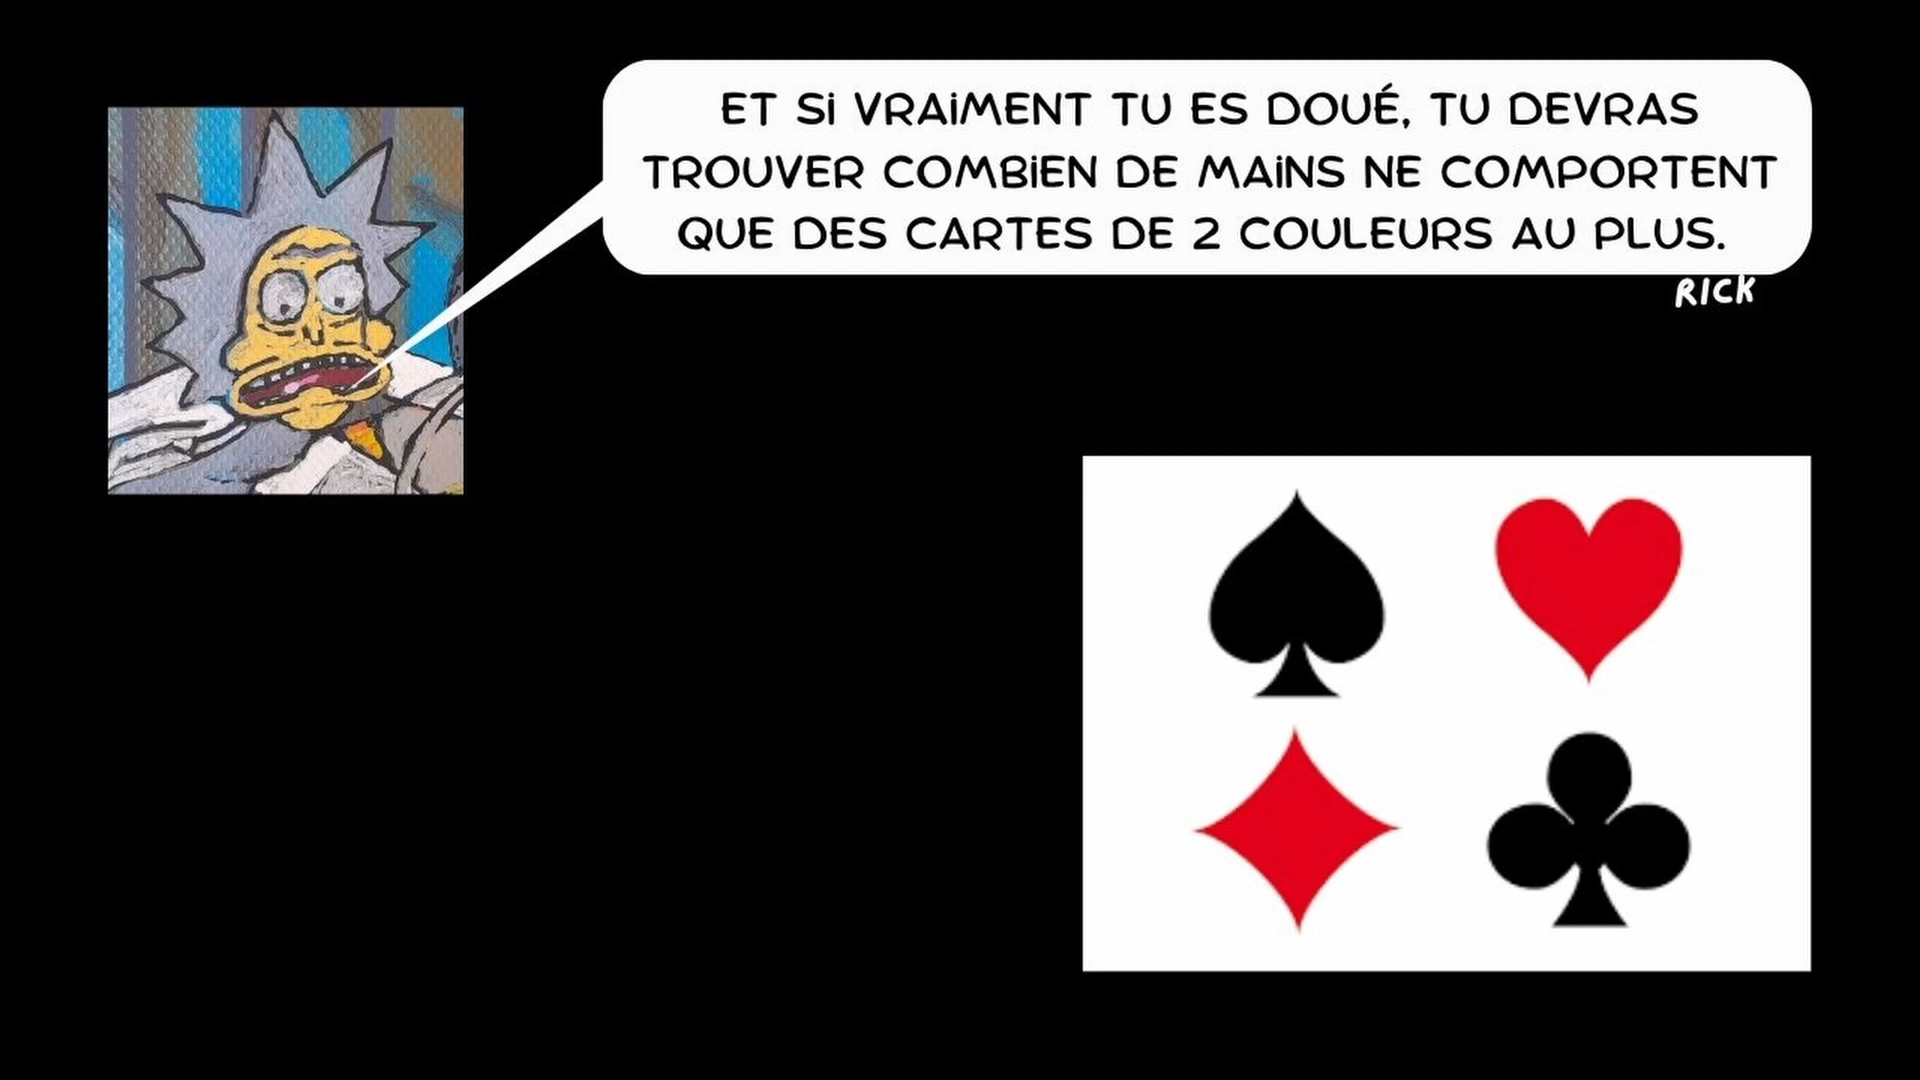 ET Si VRAiMENT TU ES DOUÉ, TU DEVRAS
TROUVER COMBiEN DE MAiNS NE COMPORTENT
QUE DES CARTES DE 2 COULEURS AU PLUS.
RICK